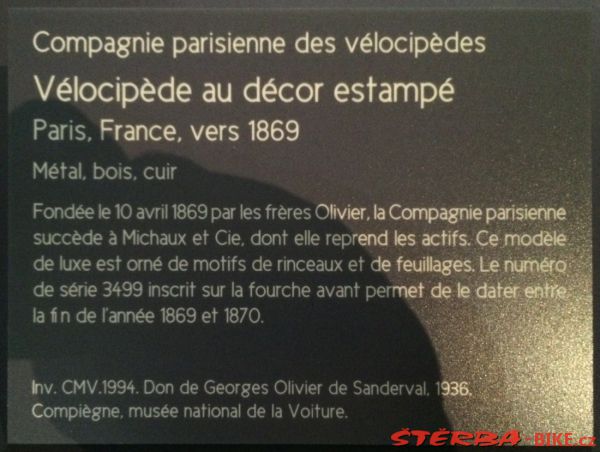 Compagnie parisienne des vélocipèdes
Vélocipède au décor estampé
Paris, France, vers 1869
Métal, bois, cuir
Fondée le 10 avril 1869 par les frères Olivier, la Compagnie parisienne
succède à Michaux et Cie, dont elle reprend les actifs. Ce modèle
de luxe est orné de motifs de rinceaux et de feuillages. Le numéro
de série 3499 inscrit sur la fourche avant permet de le dater entre
la fin de l'année 1869 et 1870.
Inv. CMV.1994. Don de Georges Olivier de Sanderval, 1936,
Compiègne, musée national de la Voiture.
ŠTĚRBA-BIKE.cz